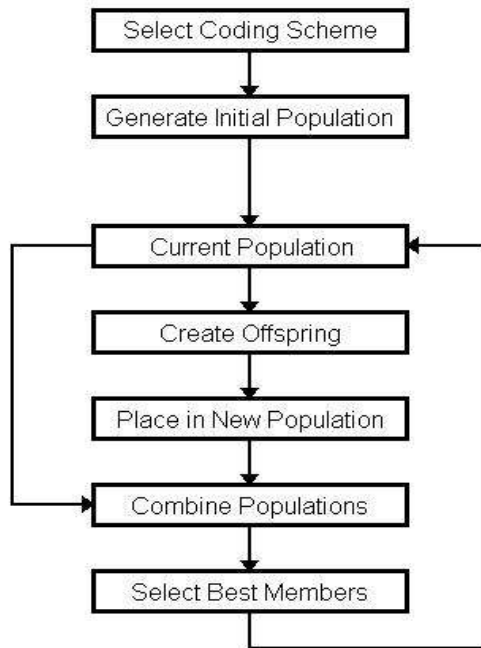 Select Coding Scheme
Generate Initial Population
Current Population
Create Offspring
Place in New Population
Combine Populations
Select Best Members